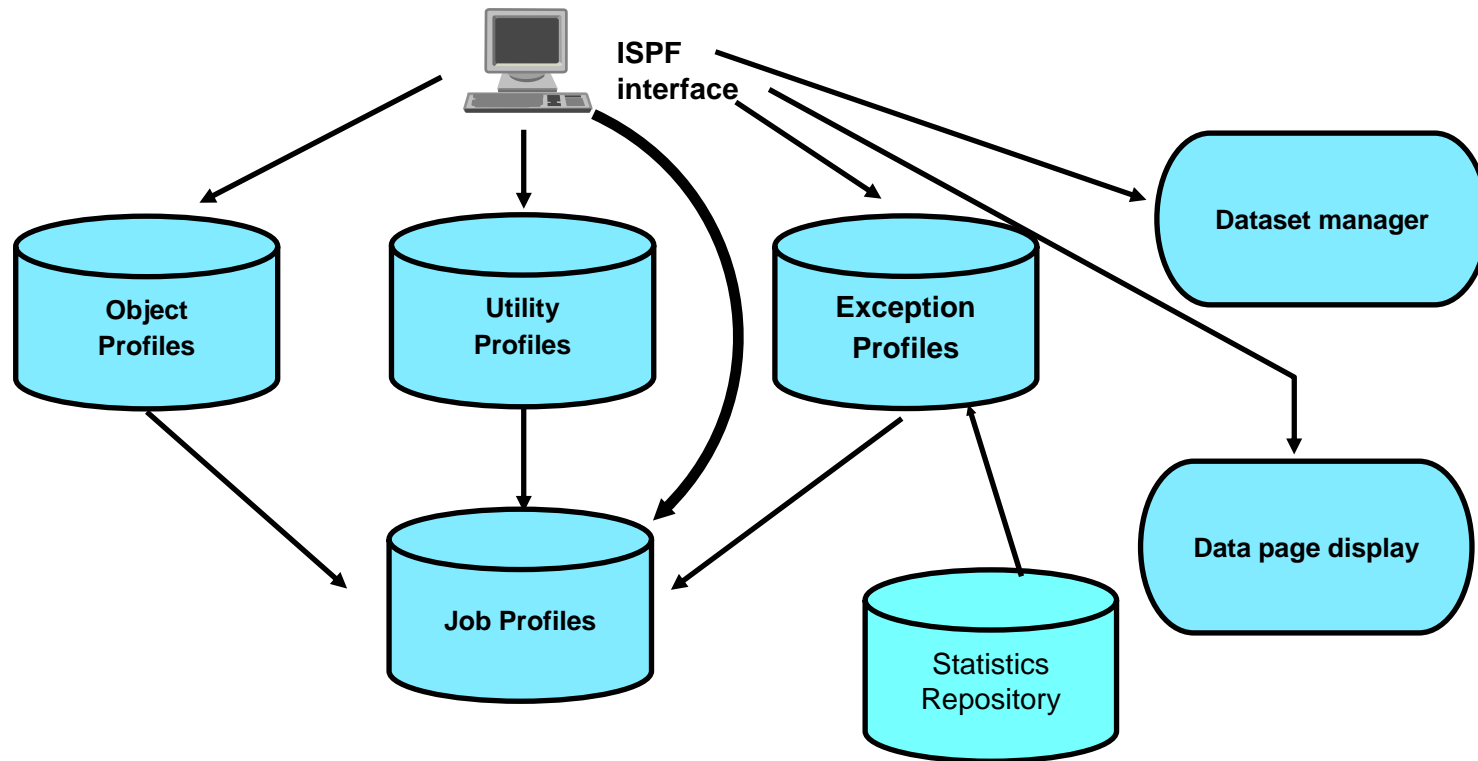 ISPF
interface
Dataset manager
Object
Profiles
Utility
Profiles
Exception
Profiles
Data page display
Job Profiles
Statistics
Repository